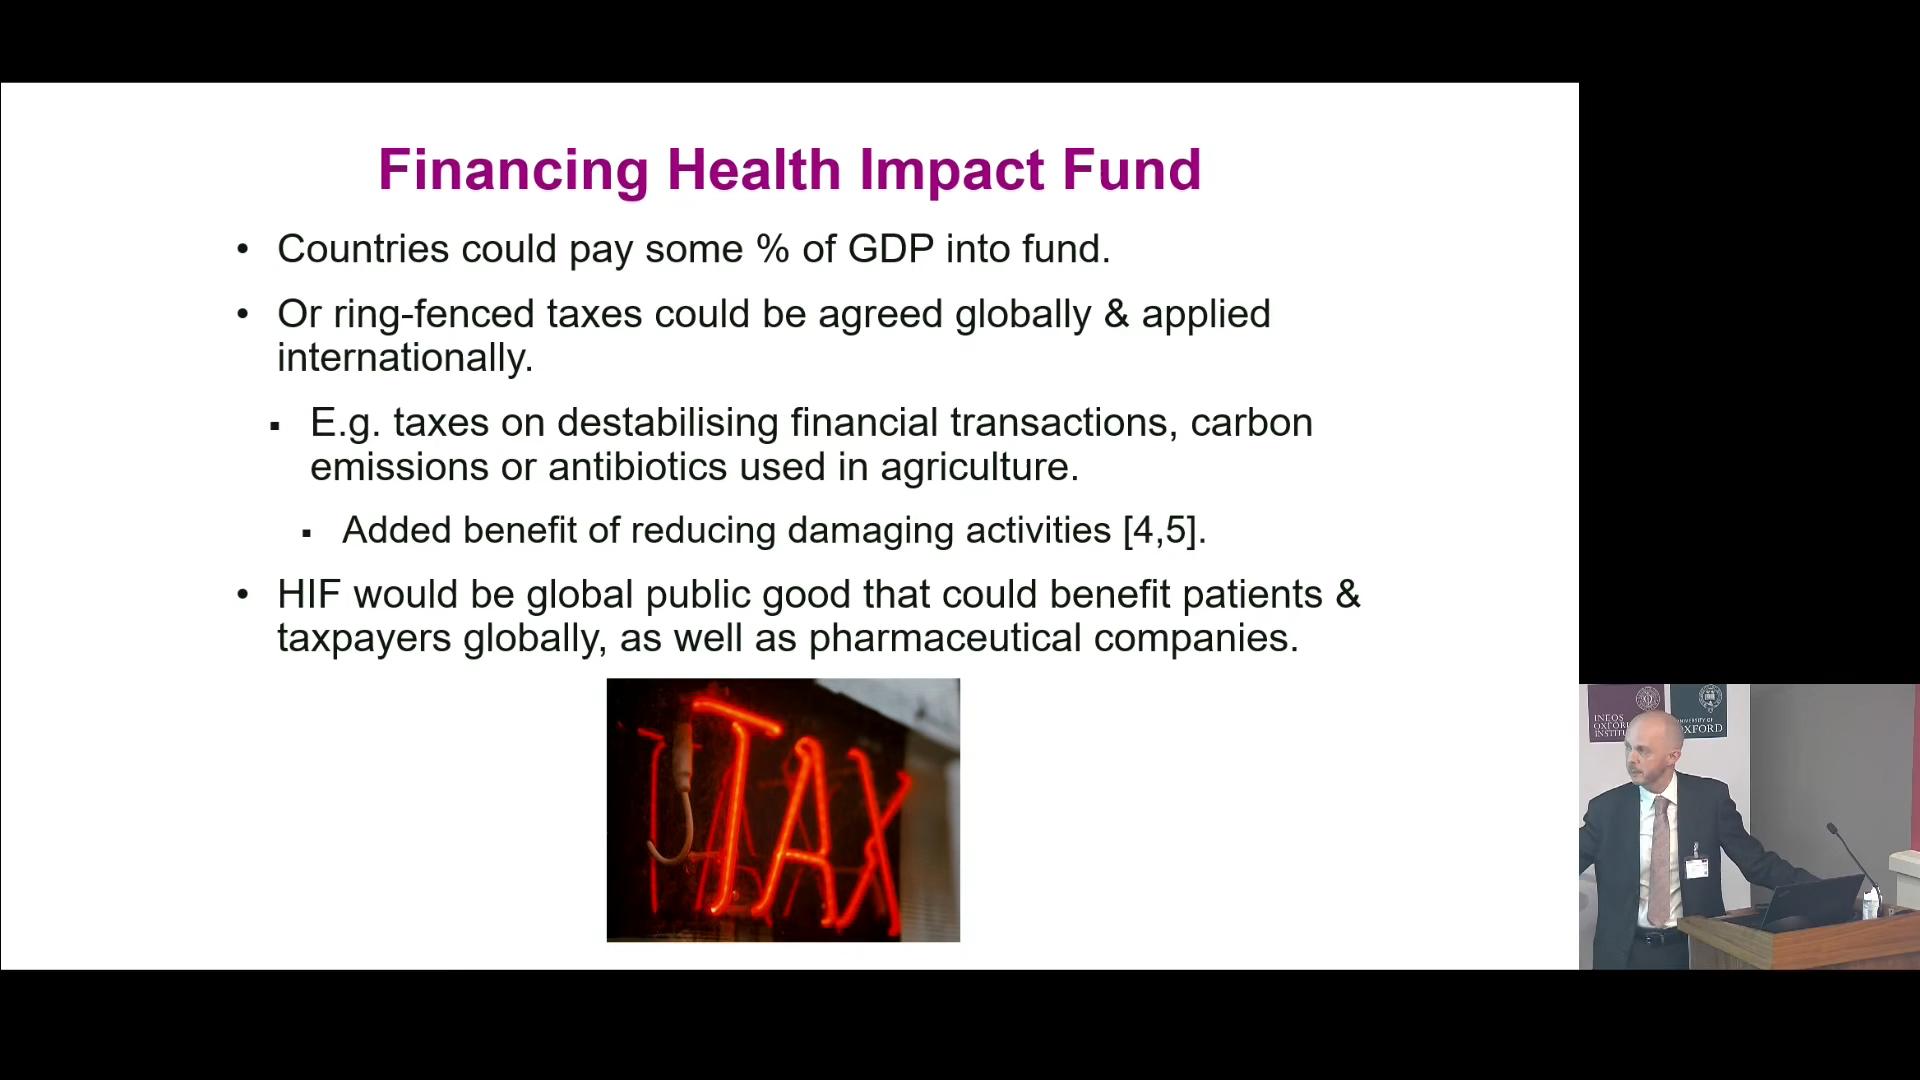 Financing Health Impact Fund
• Countries could pay some % of GDP into fund.
• Or ring-fenced taxes could be agreed globally & applied
internationally.
▪ E.g. taxes on destabilising financial transactions, carbon
emissions or antibiotics used in agriculture.
▪ Added benefit of reducing damaging activities [4,5].
• HIF would be global public good that could benefit patients &
taxpayers globally, as well as pharmaceutical companies.
TAX
INEOS
OXFORD
INSTITU
UNIVERSITY OF
OXFORD